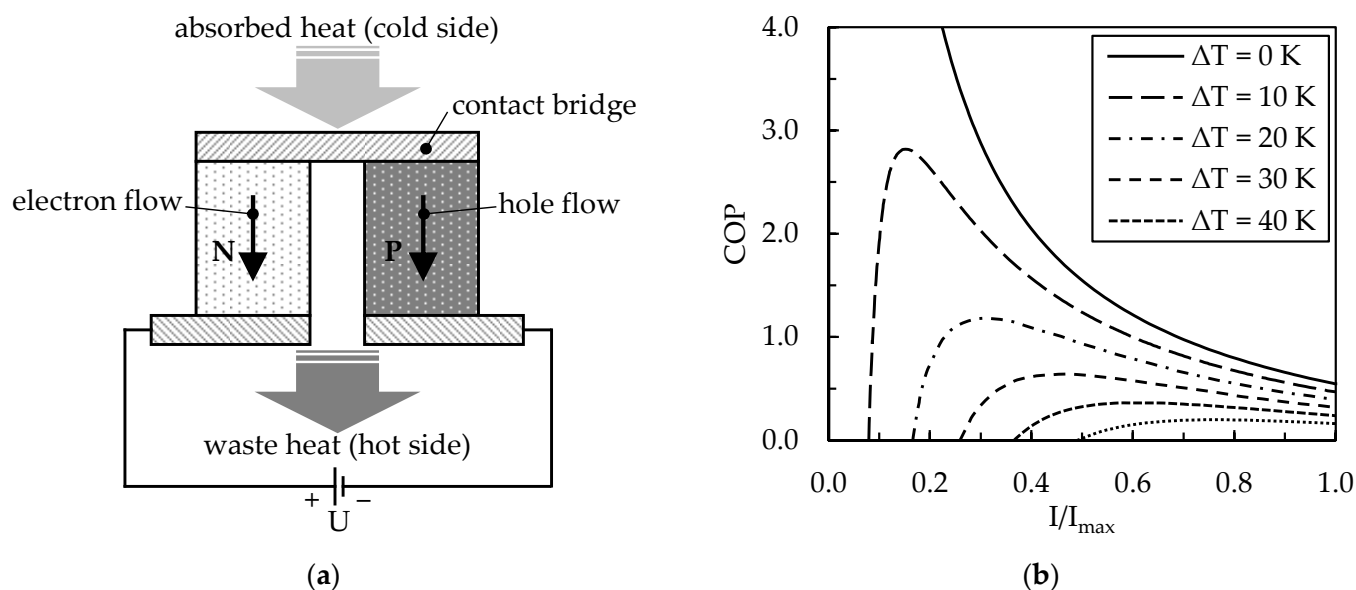 absorbed heat (cold side)
contact bridge
electron flow
hole flow
N
P
waste heat (hot side)
+
−
U
(a)
COP
4.0
3.0
2.0
1.0
0.0
0.0 0.2 0.4 0.6 0.8 1.0
I/Imax
ΔT = 0 K
ΔT = 10 K
ΔT = 20 K
ΔT = 30 K
ΔT = 40 K
(b)